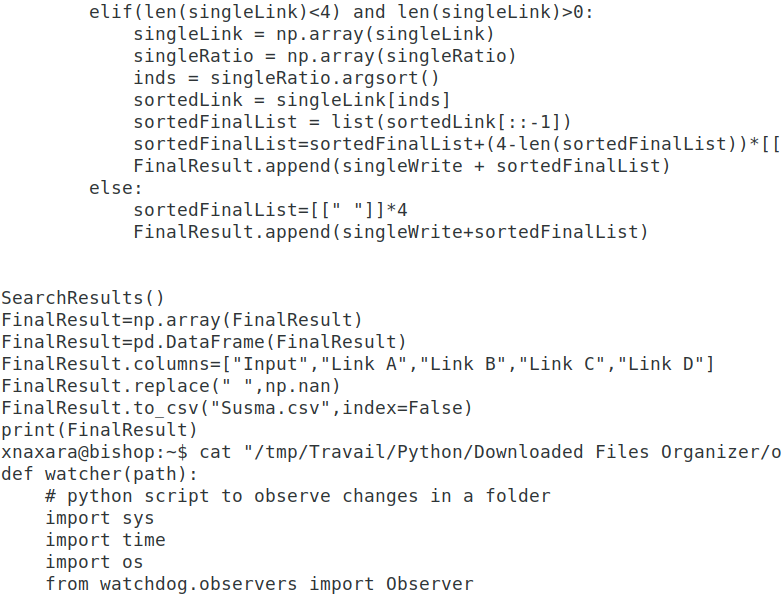 elif(len(singleLink)<4) and len(singleLink)>0:
            singleLink = np.array(singleLink)
            singleRatio = np.array(singleRatio)
            inds = singleRatio.argsort()
            sortedLink = singleLink[inds]
            sortedFinalList = list(sortedLink[::-1])
            sortedFinalList=sortedFinalList+(4-len(sortedFinalList))*[[
            FinalResult.append(singleWrite + sortedFinalList)
        else:
            sortedFinalList=[[" "]]*4
            FinalResult.append(singleWrite+sortedFinalList)


SearchResults()
FinalResult=np.array(FinalResult)
FinalResult=pd.DataFrame(FinalResult)
FinalResult.columns=["Input","Link A","Link B","Link C","Link D"]
FinalResult.replace(" ",np.nan)
FinalResult.to_csv("Susma.csv",index=False)
print(FinalResult)
xnaxara@bishop:~$ cat "/tmp/Travail/Python/Downloaded Files Organizer/o
def watcher(path):
    # python script to observe changes in a folder
    import sys
    import time
    import os
    from watchdog.observers import Observer